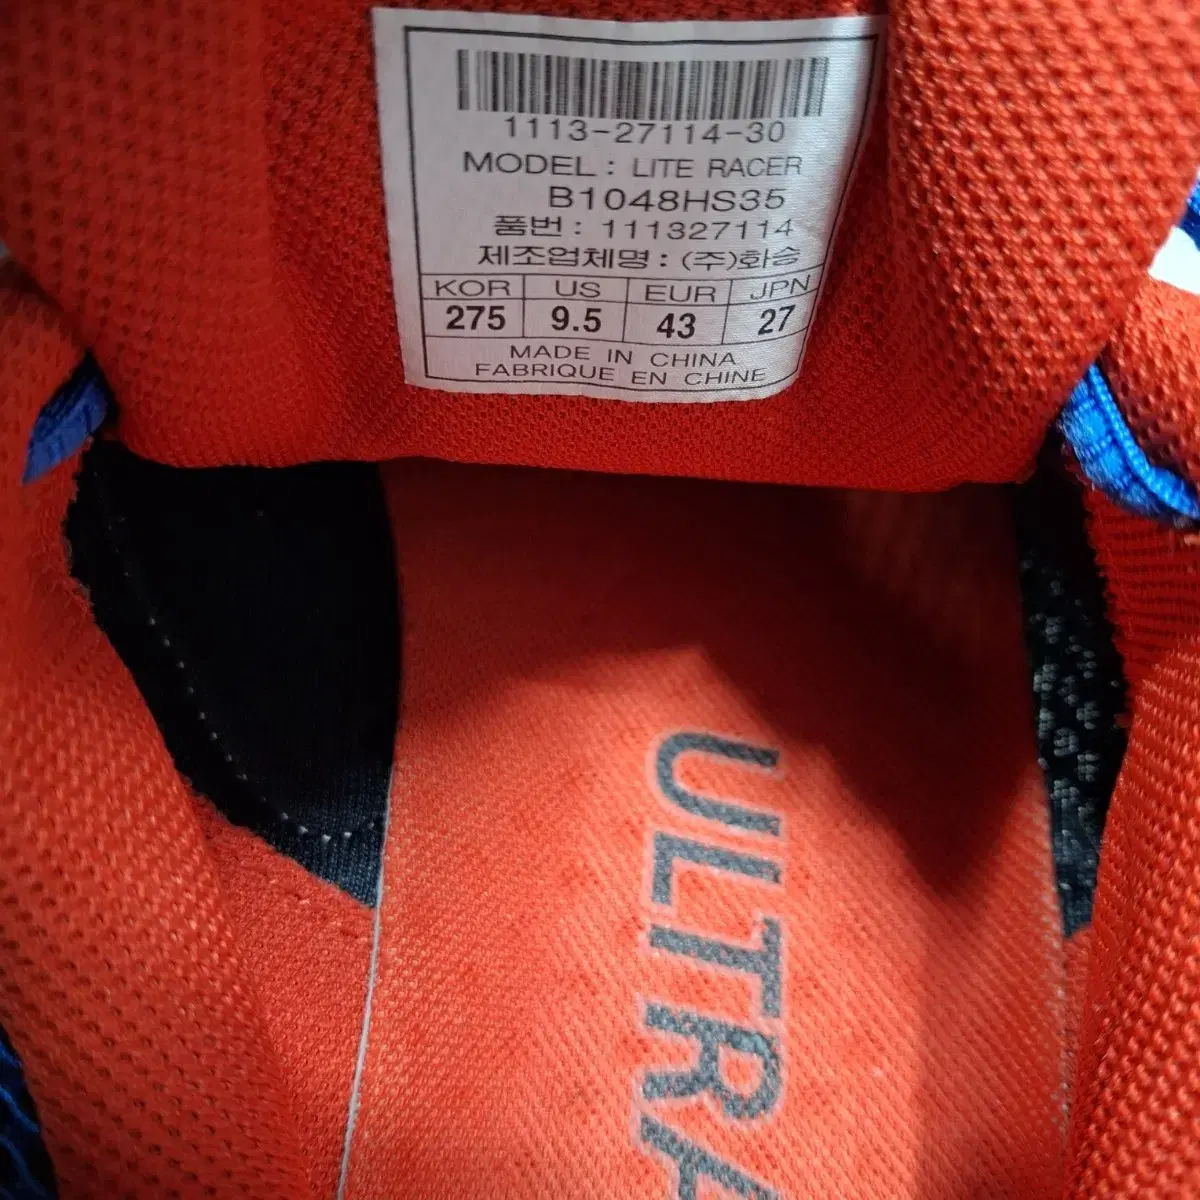 1113-27114-30
MODEL : LITE RACER
B1048HS35
품번 : 111327114
제조업체명 : (주)화승
KOR US EUR JPN
275 9.5 43 27
MADE IN CHINA
FABRIQUE EN CHINE
ULTRA